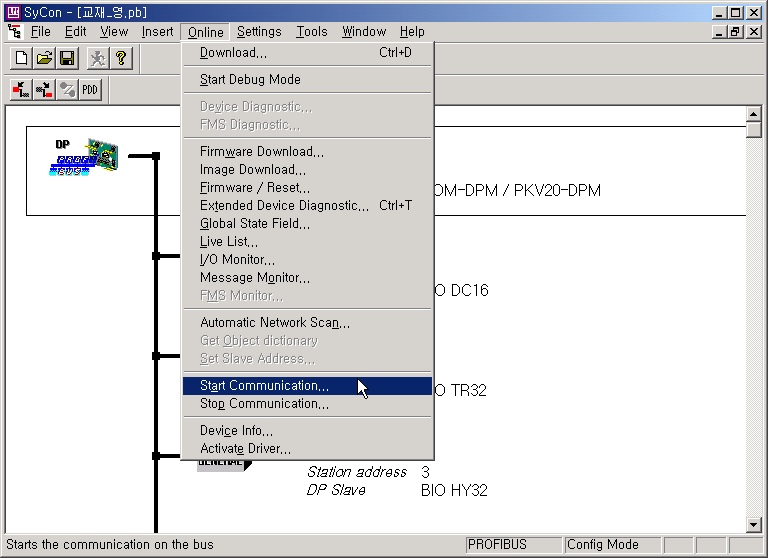 SyCon - [교재_영.pb]
File Edit View Insert Online Settings Tools Window Help
PDD
Download... Ctrl+D
Start Debug Mode
Device Diagnostic...
FMS Diagnostic...
Firmware Download...
Image Download...
Firmware / Reset...
Extended Device Diagnostic... Ctrl+T
Global State Field...
Live List...
I/O Monitor...
Message Monitor...
FMS Monitor...
Automatic Network Scan...
Get Object dictionary
Set Slave Address...
Start Communication...
Stop Communication...
Device Info...
Activate Driver...
DP
OM-DPM / PKV20-DPM
O DC16
O TR32
GENERAL
Station address 3
DP Slave BIO HY32
Starts the communication on the bus
PROFIBUS
Config Mode